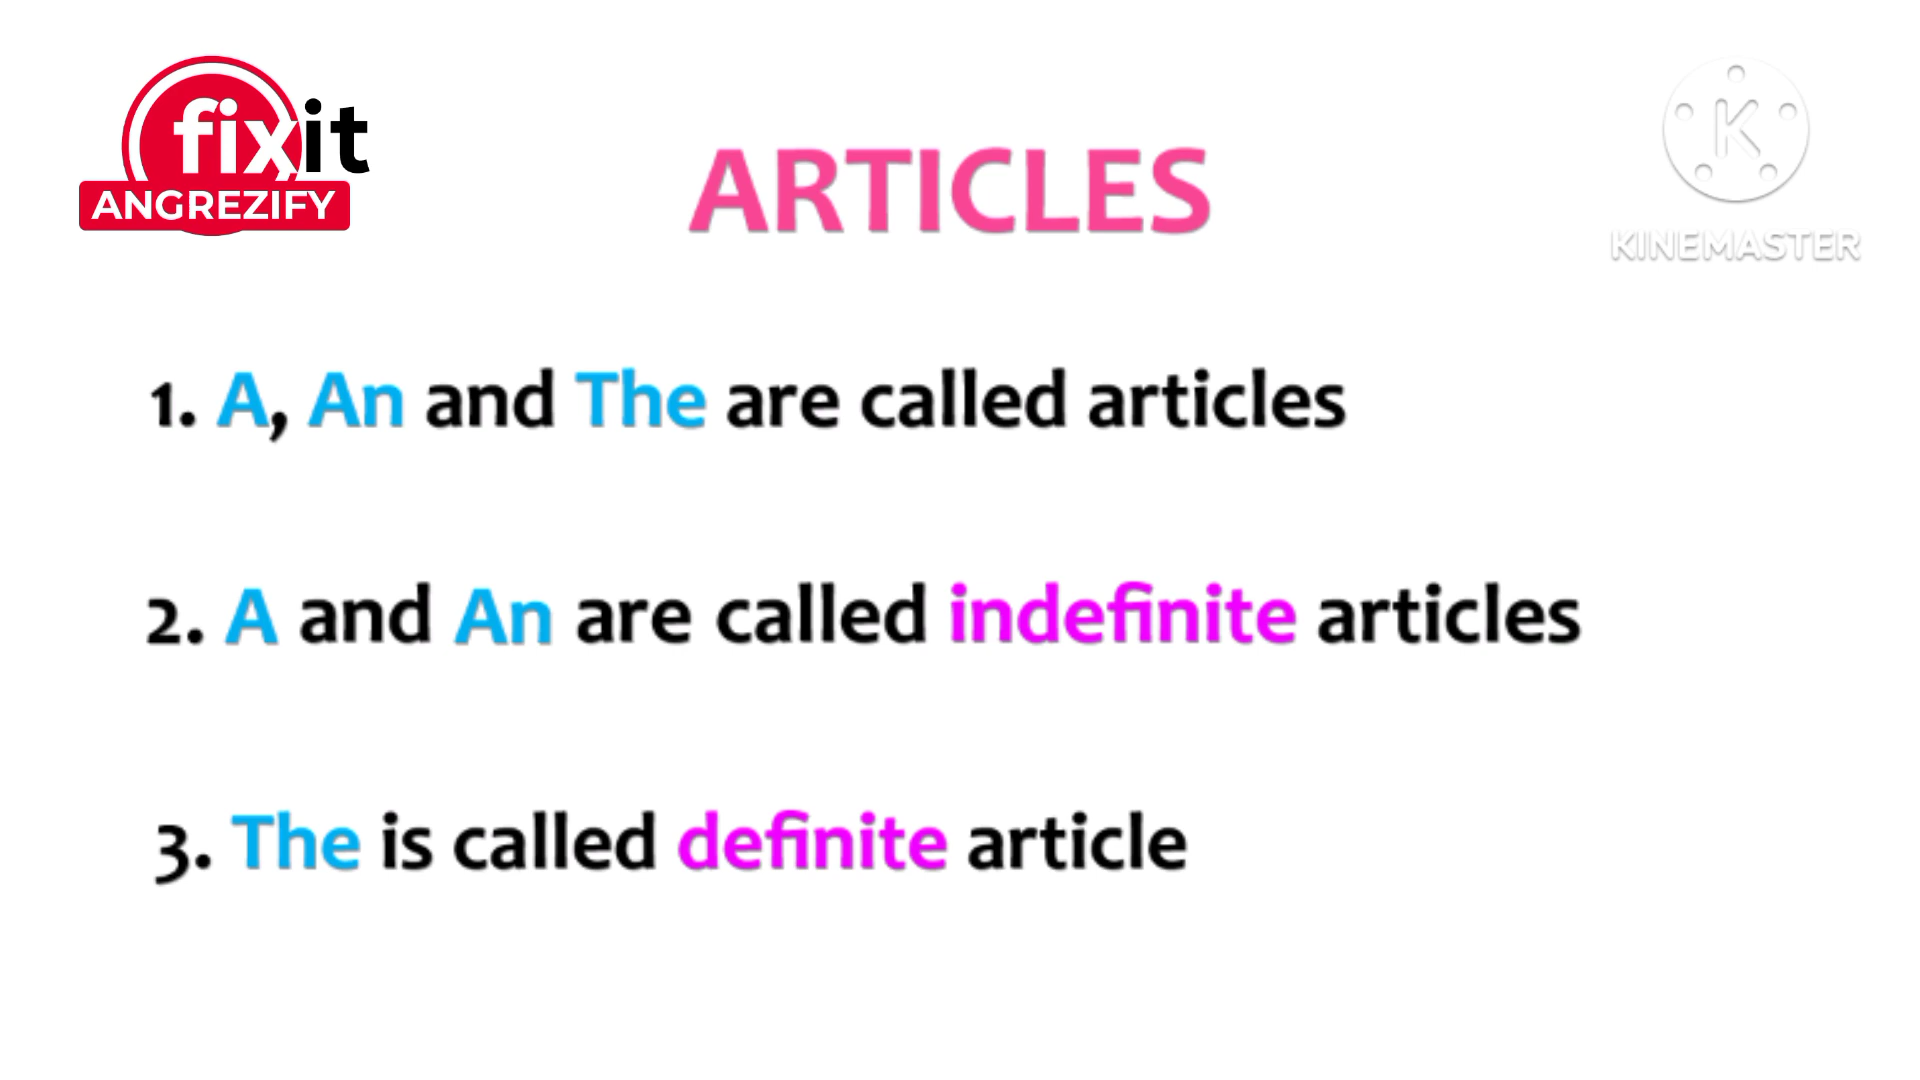 fixit
ANGREZIFY
ARTICLES
K
KINEMASTER
1. A, An and The are called articles
2. A and An are called indefinite articles
3. The is called definite article